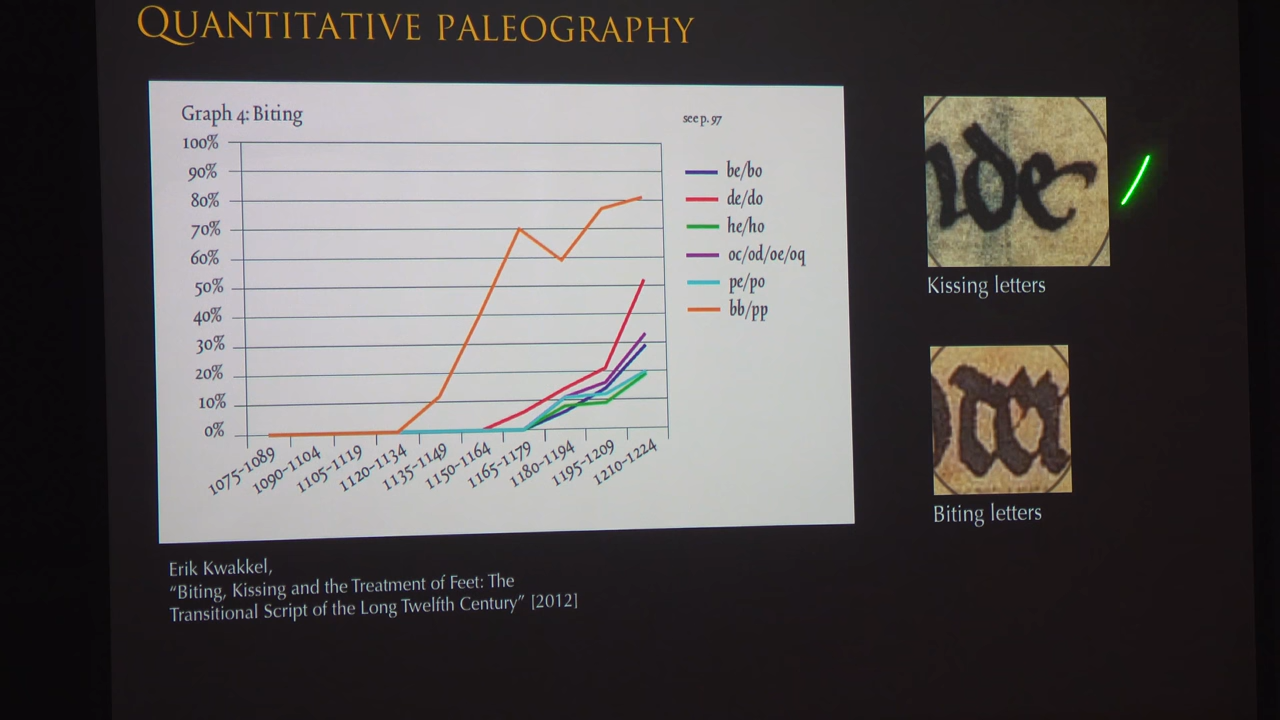 QUANTITATIVE PALEOGRAPHY
Graph 4: Biting
see p. 97
100%
90%
80%
70%
60%
50%
40%
30%
20%
10%
0%
1075-1089
1090-1104
1105-1119
1120-1134
1135-1149
1150-1164
1165-1179
1180-1194
1195-1209
1210-1224
be/bo
de/do
he/ho
oc/od/oe/oq
pe/po
bb/pp
de
Kissing letters
Biting letters
Erik Kwakkel,
“Biting, Kissing and the Treatment of Feet: The
Transitional Script of the Long Twelfth Century” [2012]